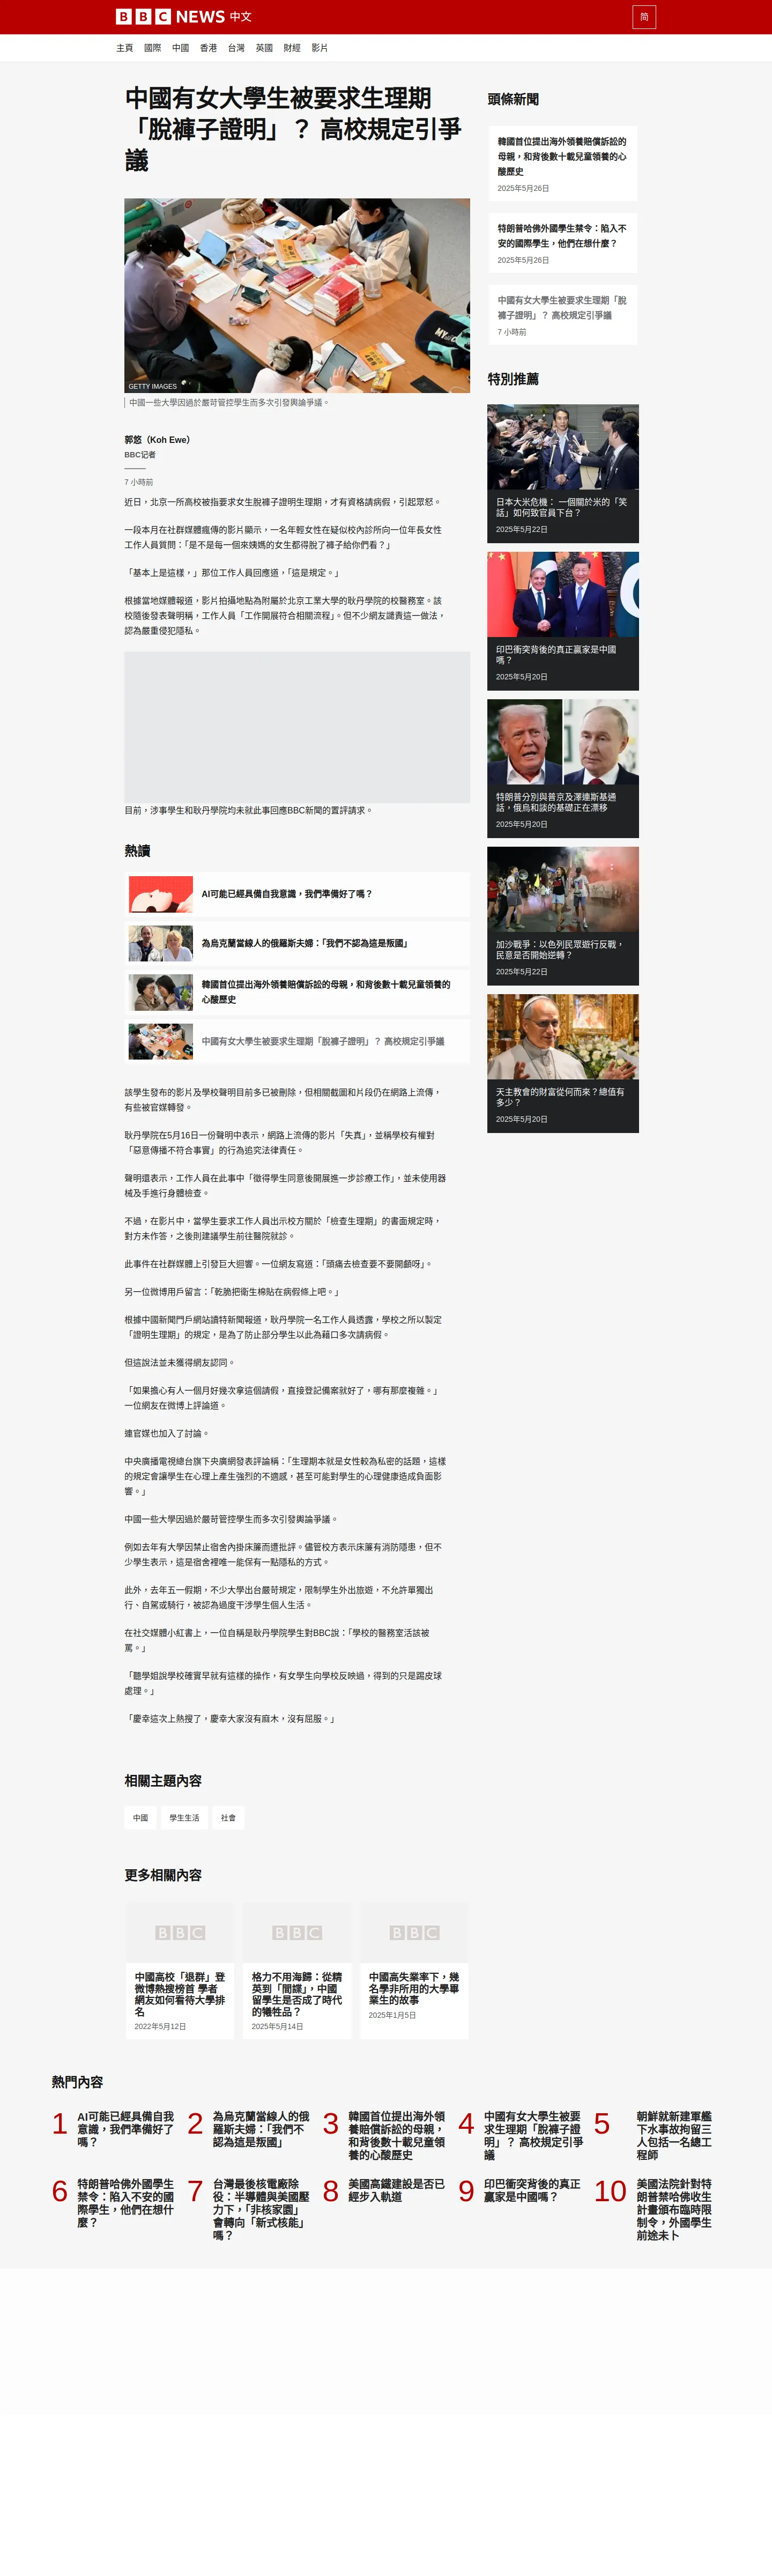 BBC NEWS 中文
简
主頁 國際 中國 香港 台灣 英國 財經 影片
中國有女大學生被要求生理期
「脫褲子證明」？ 高校規定引爭
議
GETTY IMAGES
中國一些大學因過於嚴苛管控學生而多次引發輿論爭議。
郭悠（Koh Ewe）
BBC记者
7 小時前
近日，北京一所高校被指要求女生脫褲子證明生理期，才有資格請病假，引起眾怒。
一段本月在社群媒體瘋傳的影片顯示，一名年輕女性在疑似校內診所向一位年長女性
工作人員質問：「是不是每一個來姨媽的女生都得脫了褲子給你們看？」
「基本上是這樣，」那位工作人員回應道，「這是規定。」
根據當地媒體報道，影片拍攝地點為附屬於北京工業大學的耿丹學院的校醫務室。該
校隨後發表聲明稱，工作人員「工作開展符合相關流程」。但不少網友譴責這一做法，
認為嚴重侵犯隱私。
目前，涉事學生和耿丹學院均未就此事回應BBC新聞的置評請求。
熱讀
AI可能已經具備自我意識，我們準備好了嗎？
為烏克蘭當線人的俄羅斯夫婦：「我們不認為這是叛國」
韓國首位提出海外領養賠償訴訟的母親，和背後數十載兒童領養的
心酸歷史
中國有女大學生被要求生理期「脫褲子證明」？ 高校規定引爭議
該學生發布的影片及學校聲明目前多已被刪除，但相關截圖和片段仍在網路上流傳，
有些被官媒轉發。
耿丹學院在5月16日一份聲明中表示，網路上流傳的影片「失真」，並稱學校有權對
「惡意傳播不符合事實」的行為追究法律責任。
聲明還表示，工作人員在此事中「徵得學生同意後開展進一步診療工作」，並未使用器
械及手進行身體檢查。
不過，在影片中，當學生要求工作人員出示校方關於「檢查生理期」的書面規定時，
對方未作答，之後則建議學生前往醫院就診。
此事件在社群媒體上引發巨大迴響。一位網友寫道：「頭痛去檢查要不要開顱呀」。
另一位微博用戶留言：「乾脆把衛生棉貼在病假條上吧。」
根據中國新聞門戶網站讀特新聞報道，耿丹學院一名工作人員透露，學校之所以製定
「證明生理期」的規定，是為了防止部分學生以此為藉口多次請病假。
但這說法並未獲得網友認同。
「如果擔心有人一個月好幾次拿這個請假，直接登記備案就好了，哪有那麼複雜。」
一位網友在微博上評論道。
連官媒也加入了討論。
中央廣播電視總台旗下央廣網發表評論稱：「生理期本就是女性較為私密的話題，這樣
的規定會讓學生在心理上產生強烈的不適感，甚至可能對學生的心理健康造成負面影
響。」
中國一些大學因過於嚴苛管控學生而多次引發輿論爭議。
例如去年有大學因禁止宿舍內掛床簾而遭批評。儘管校方表示床簾有消防隱患，但不
少學生表示，這是宿舍裡唯一能保有一點隱私的方式。
此外，去年五一假期，不少大學出台嚴苛規定，限制學生外出旅遊，不允許單獨出
行、自駕或騎行，被認為過度干涉學生個人生活。
在社交媒體小紅書上，一位自稱是耿丹學院學生對BBC說：「學校的醫務室活該被
罵。」
「聽學姐說學校確實早就有這樣的操作，有女學生向學校反映過，得到的只是踢皮球
處理。」
「慶幸這次上熱搜了，慶幸大家沒有麻木，沒有屈服。」
相關主題內容
中國 學生生活 社會
更多相關內容
BBC
中國高校「退群」登
微博熱搜榜首 學者
網友如何看待大學排
名
2022年5月12日
BBC
格力不用海歸：從精
英到「間諜」，中國
留學生是否成了時代
的犧牲品？
2025年5月14日
BBC
中國高失業率下，幾
名學非所用的大學畢
業生的故事
2025年1月5日
頭條新聞
韓國首位提出海外領養賠償訴訟的
母親，和背後數十載兒童領養的心
酸歷史
2025年5月26日
特朗普哈佛外國學生禁令：陷入不
安的國際學生，他們在想什麼？
2025年5月26日
中國有女大學生被要求生理期「脫
褲子證明」？ 高校規定引爭議
7 小時前
特別推薦
日本大米危機： 一個關於米的「笑
話」如何致官員下台？
2025年5月22日
印巴衝突背後的真正贏家是中國
嗎？
2025年5月20日
特朗普分別與普京及澤連斯基通
話，俄烏和談的基礎正在漂移
2025年5月20日
加沙戰爭：以色列民眾遊行反戰，
民意是否開始逆轉？
2025年5月22日
天主教會的財富從何而來？總值有
多少？
2025年5月20日
熱門內容
1
AI可能已經具備自我
意識，我們準備好了
嗎？
2
為烏克蘭當線人的俄
羅斯夫婦：「我們不
認為這是叛國」
3
韓國首位提出海外領
養賠償訴訟的母親，
和背後數十載兒童領
養的心酸歷史
4
中國有女大學生被要
求生理期「脫褲子證
明」？ 高校規定引爭
議
5
朝鮮就新建軍艦
下水事故拘留三
人包括一名總工
程師
6
特朗普哈佛外國學生
禁令：陷入不安的國
際學生，他們在想什
麼？
7
台灣最後核電廠除
役：半導體與美國壓
力下，「非核家園」
會轉向「新式核能」
嗎？
8
美國高鐵建設是否已
經步入軌道
9
印巴衝突背後的真正
贏家是中國嗎？
10
美國法院針對特
朗普禁哈佛收生
計畫頒布臨時限
制令，外國學生
前途未卜